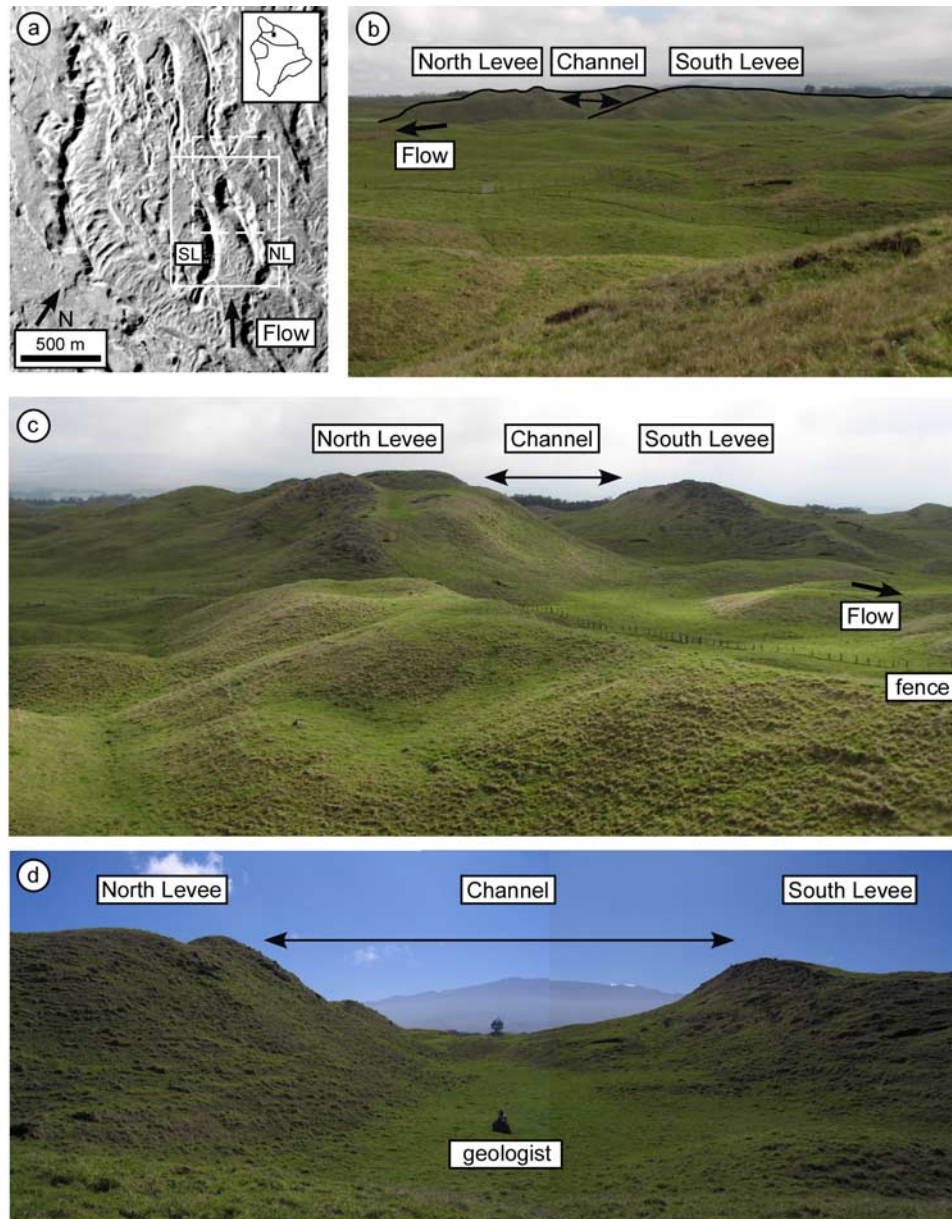 a
SL
NL
N
500 m
Flow
b
North Levee
Channel
South Levee
Flow
c
North Levee
Channel
South Levee
Flow
fence
d
North Levee
Channel
South Levee
geologist